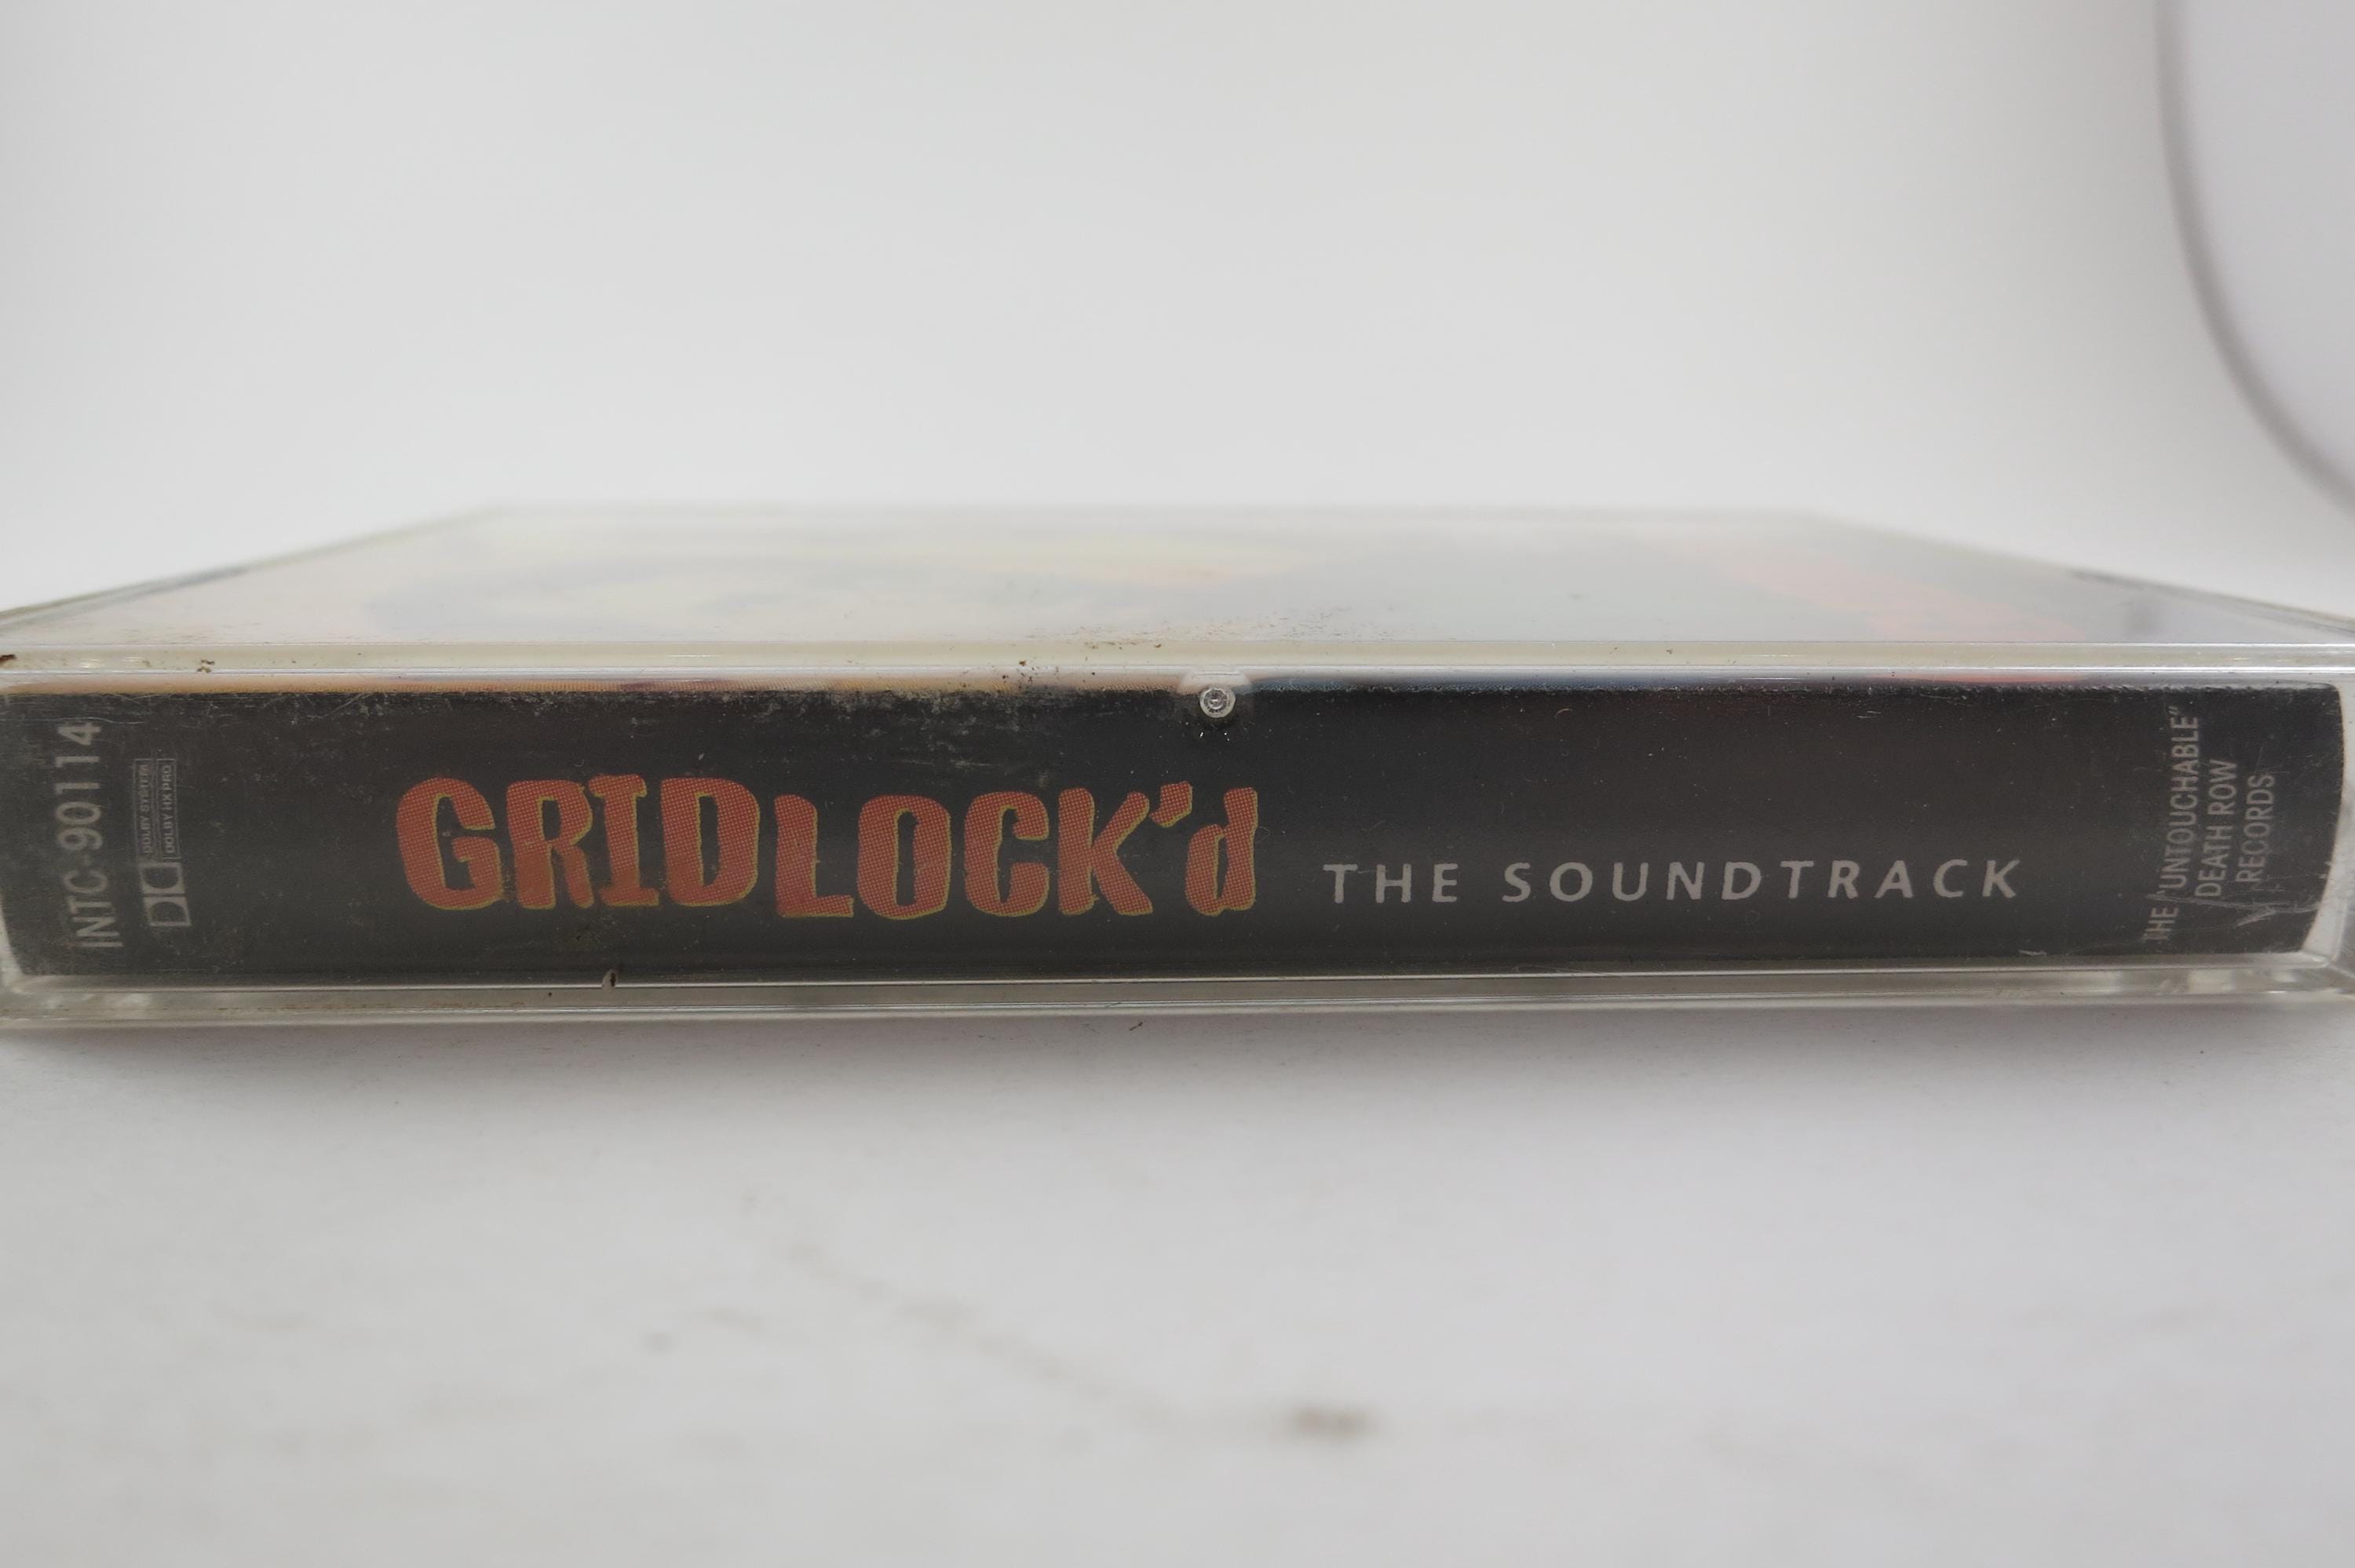 INTC-90114
DOLBY SYSTEM
DOLBY HX PRO
GRIDLOCK'd
THE SOUNDTRACK
THE "UNTOUCHABLE"
DEATH ROW
RECORDS